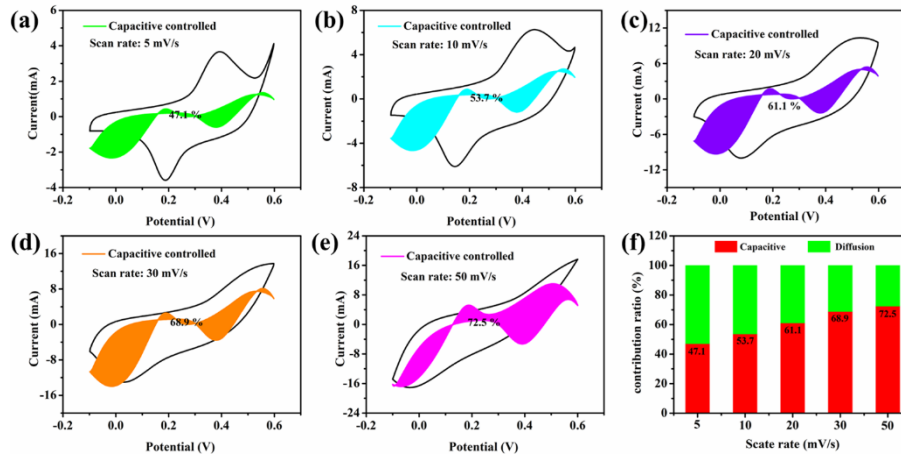 (a)
Capacitive controlled
Scan rate: 5 mV/s
47.1 %
Current(mA)
6
4
2
0
-2
-4
-0.2
0.0
0.2
0.4
0.6
Potential (V)
(b)
Capacitive controlled
Scan rate: 10 mV/s
53.7 %
Current (mA)
8
4
0
-4
-8
-0.2
0.0
0.2
0.4
0.6
Potential (V)
(c)
Capacitive controlled
Scan rate: 20 mV/s
61.1 %
Current (mA)
12
6
0
-6
-12
-0.2
0.0
0.2
0.4
0.6
Potential (V)
(d)
Capacitive controlled
Scan rate: 30 mV/s
68.9 %
Current (mA)
16
8
0
-8
-16
-0.2
0.0
0.2
0.4
0.6
Potential (V)
(e)
Capacitive controlled
Scan rate: 50 mV/s
72.5 %
Current (mA)
24
16
8
0
-8
-16
-24
-0.2
0.0
0.2
0.4
0.6
Potential (V)
(f)
Capacitive
Diffusion
contribution ratio (%)
120
100
80
60
40
20
0
47.1
53.7
61.1
68.9
72.5
5
10
20
30
50
Scate rate (mV/s)